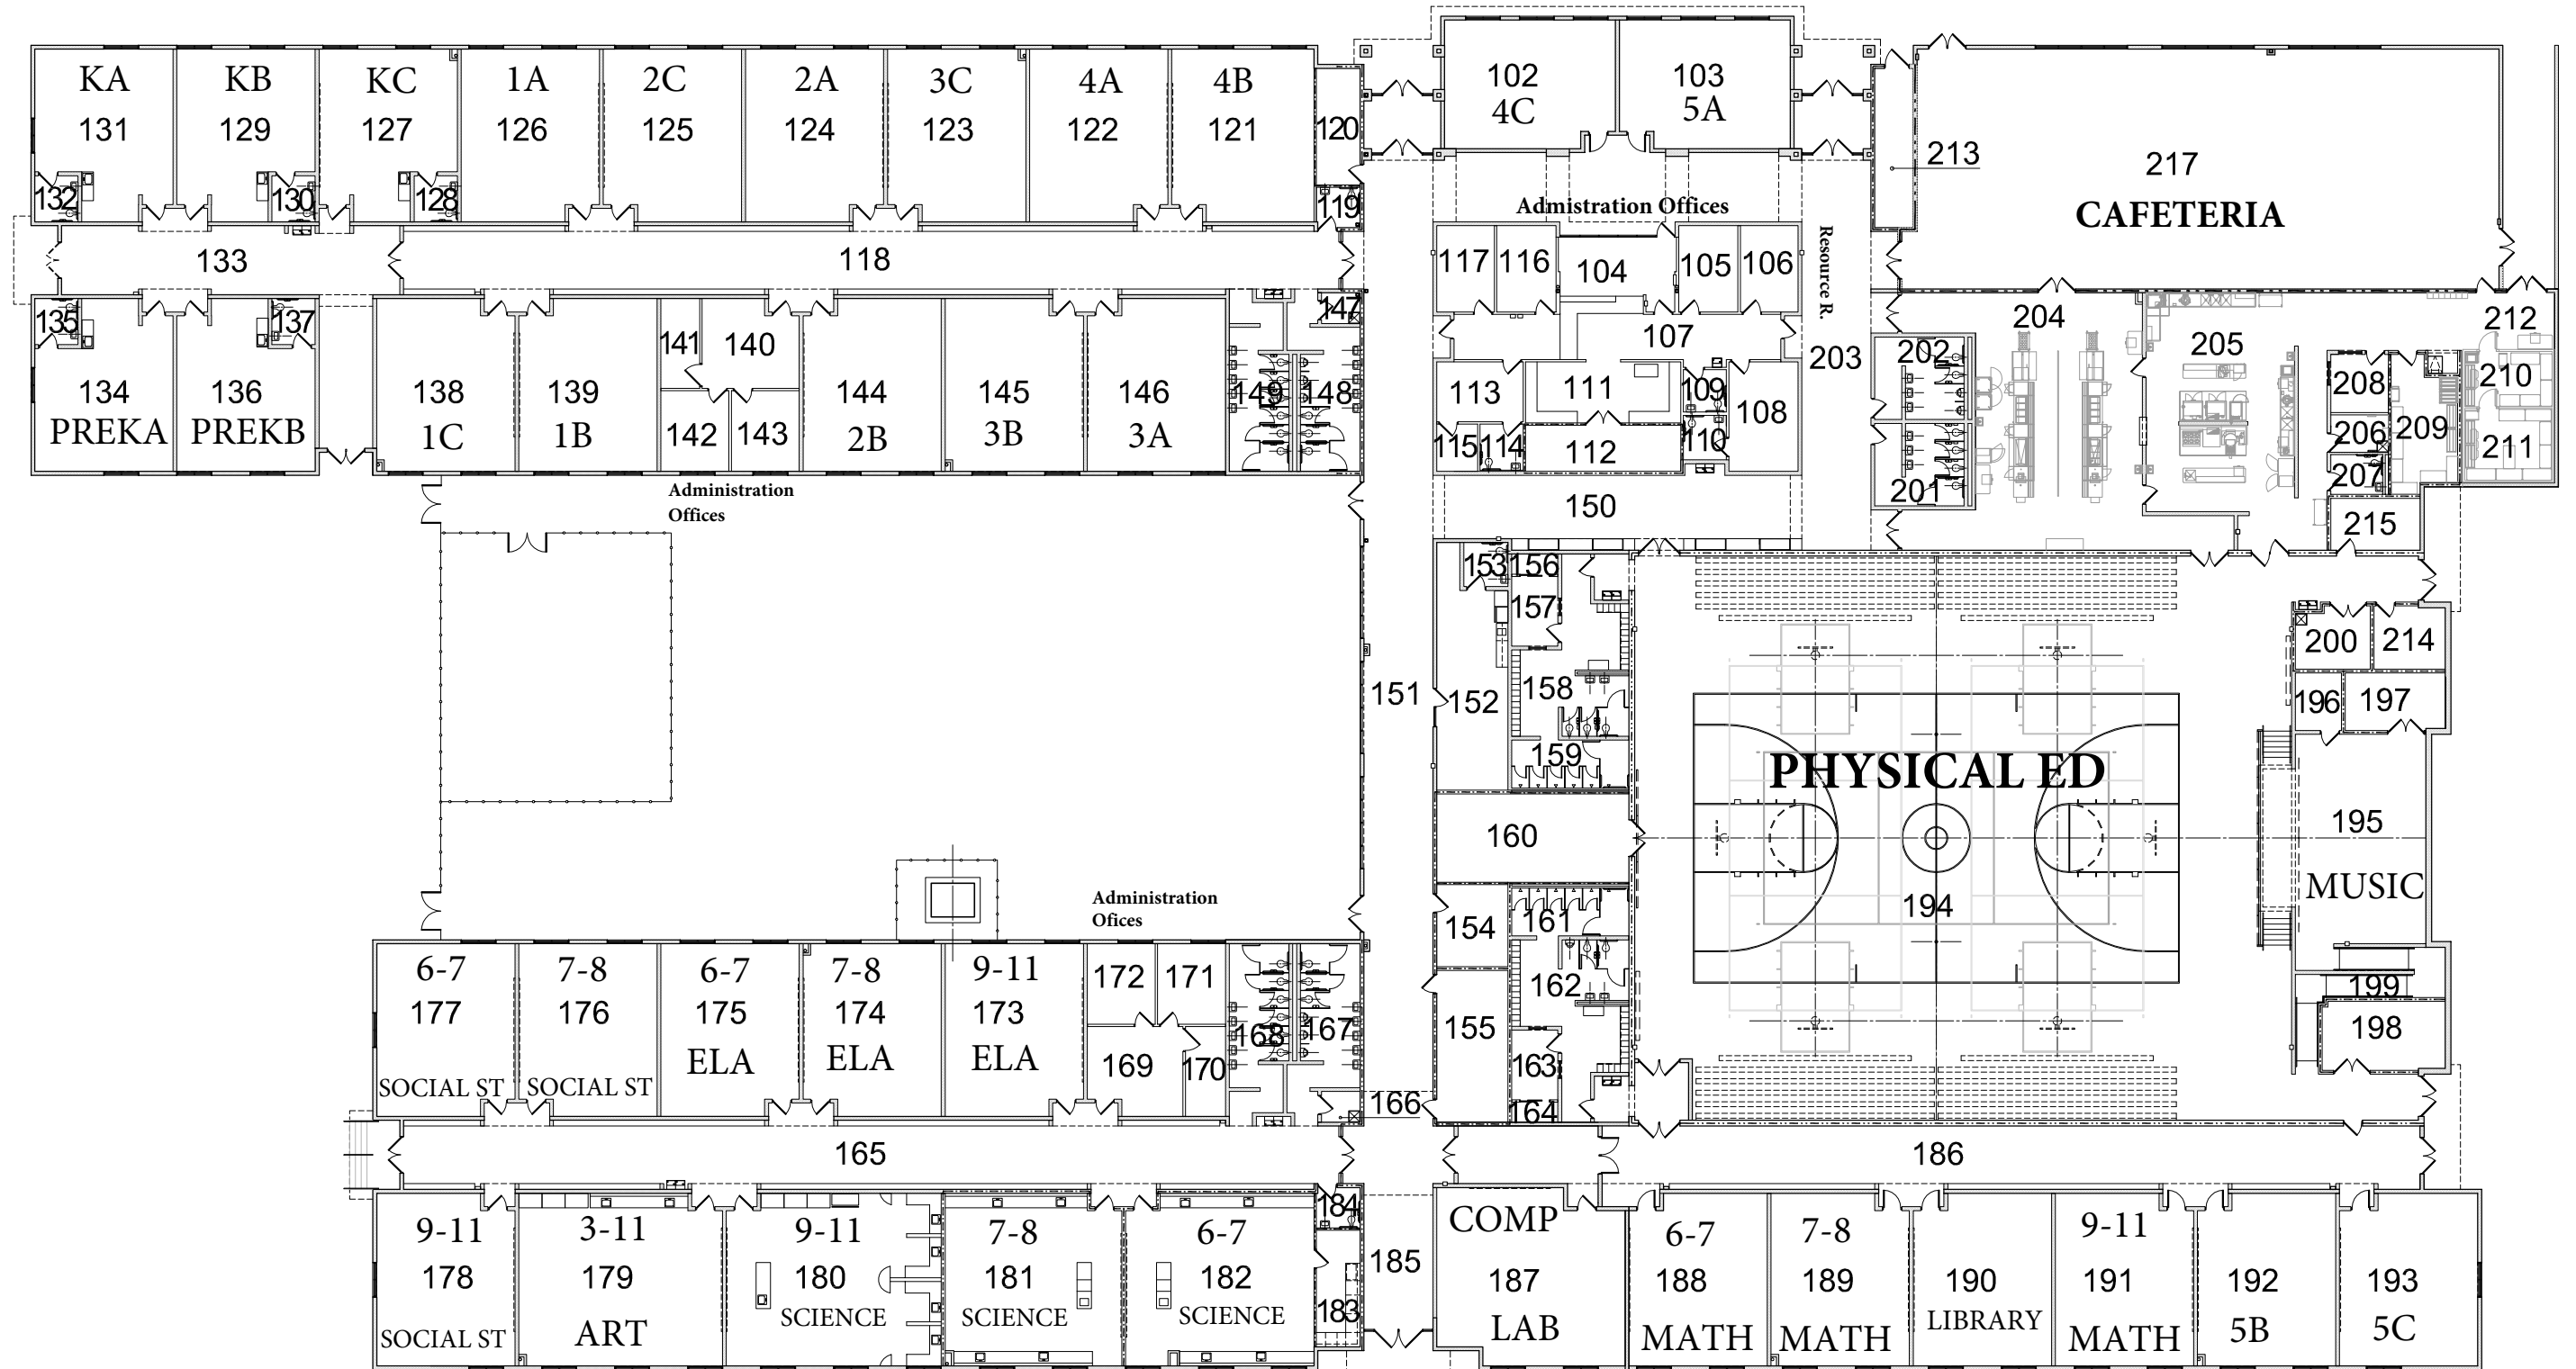 KA KB KC 1A 2C 2A 3C 4A 4B
131 129 127 126 125 124 123 122 121
120
132 130 128
119
133 118
102 103
4C 5A
213
217
CAFETERIA
Admistration Offices
Resource R.
117 116 104 105 106
107
203
204
205
212
202
201
208
206
207
209
210
211
215
135 137
141 140
147
134 136 138 139 144 145 146
PREKA PREKB 1C 1B 2B 3B 3A
142 143
149 148
113 111 109 108
115 114 112 110
150
Administration
Offices
153 156
157
151 152 158
159
160
154 161
162
155
163
164
PHYSICAL ED
194
200 214
196 197
195
MUSIC
199
198
Administration
Ofices
6-7 7-8 6-7 7-8 9-11
177 176 175 174 173
SOCIAL ST SOCIAL ST ELA ELA ELA
172 171
169 170
168 167
166
165 186
9-11 3-11 9-11 7-8 6-7
178 179 180 181 182
SOCIAL ST ART SCIENCE SCIENCE SCIENCE
184
183
185
COMP
187
LAB
6-7 7-8 9-11
188 189 190 191 192 193
MATH MATH LIBRARY MATH 5B 5C